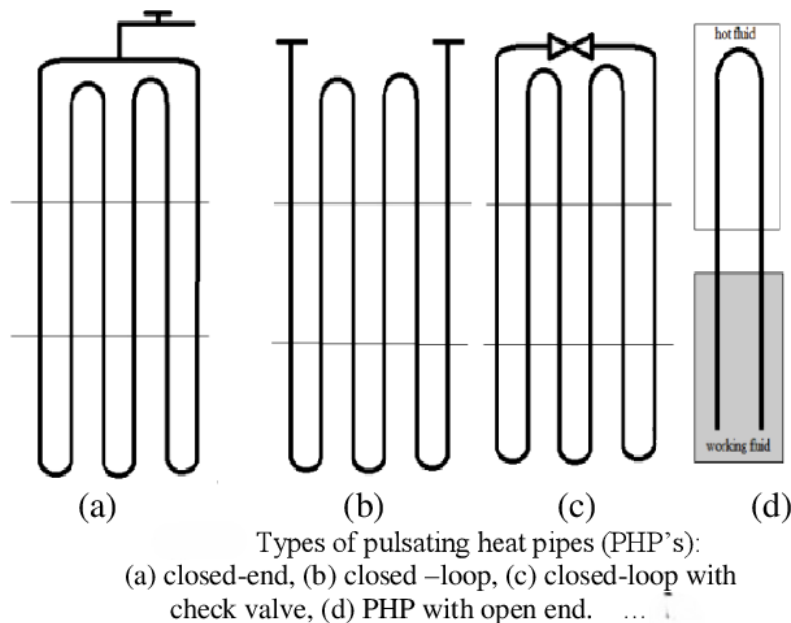 hot fluid
working fluid
(a) (b) (c) (d)
Types of pulsating heat pipes (PHP's):
(a) closed-end, (b) closed –loop, (c) closed-loop with
check valve, (d) PHP with open end. ...